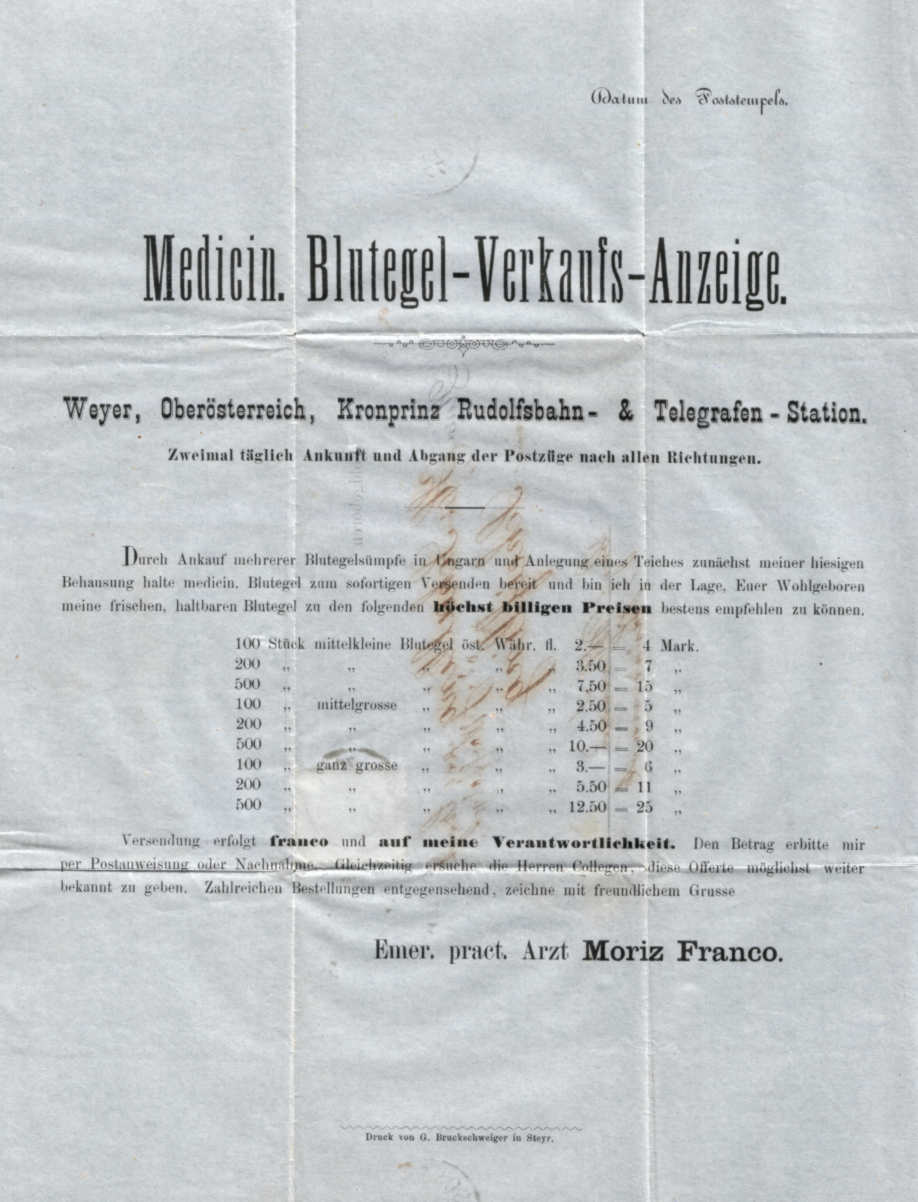 Datum des Poststempels.
Medicin. Blutegel-Verkaufs-Anzeige.
Weyer, Oberösterreich, Kronprinz Rudolfsbahn- & Telegrafen-Station.
Zweimal täglich Ankunft und Abgang der Postzüge nach allen Richtungen.
Durch Ankauf mehrerer Blutegelsümpfe in Ungarn und Anlegung eines Teiches zunächst meiner hiesigen
Behausung halte medicin. Blutegel zum sofortigen Versenden bereit und bin ich in der Lage, Euer Wohlgeboren
meine frischen, haltbaren Blutegel zu den folgenden höchst billigen Preisen bestens empfehlen zu können.
100 Stück mittelkleine Blutegel öst. Währ. fl. 2.— = 4 Mark.
200 „ „ „ „ „ 3.50 = 7 „
500 „ „ „ „ „ 7.50 = 15 „
100 „ mittelgrosse „ „ „ 2.50 = 5 „
200 „ „ „ „ „ 4.50 = 9 „
500 „ „ „ „ „ 10.— = 20 „
100 „ ganz grosse „ „ „ 3.— = 6 „
200 „ „ „ „ „ 5.50 = 11 „
500 „ „ „ „ „ 12.50 = 25 „
Versendung erfolgt franco und auf meine Verantwortlichkeit. Den Betrag erbitte mir
per Postanweisung oder Nachnahme. Gleichzeitig ersuche die Herren Collegen, diese Offerte möglichst weiter
bekannt zu geben. Zahlreichen Bestellungen entgegensehend, zeichne mit freundlichem Grusse
Emer. pract. Arzt Moriz Franco.
Druck von G. Bruckschweiger in Steyr.